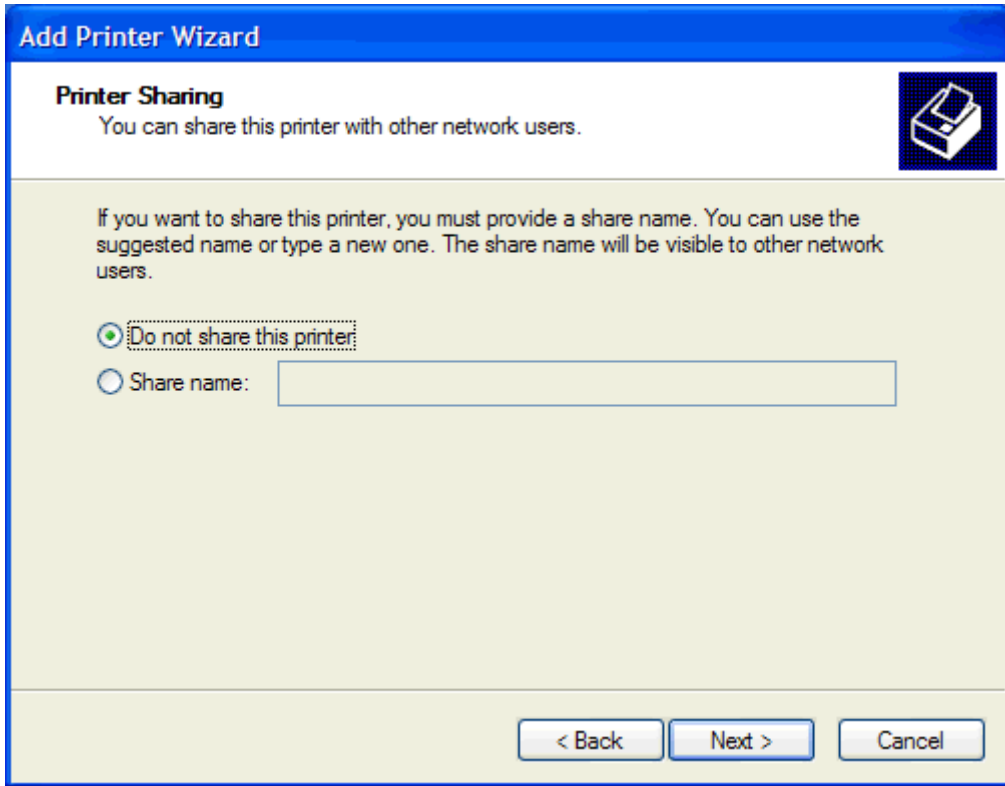 Add Printer Wizard
Printer Sharing
You can share this printer with other network users.
If you want to share this printer, you must provide a share name. You can use the
suggested name or type a new one. The share name will be visible to other network
users.
Do not share this printer
Share name:
< Back
Next >
Cancel